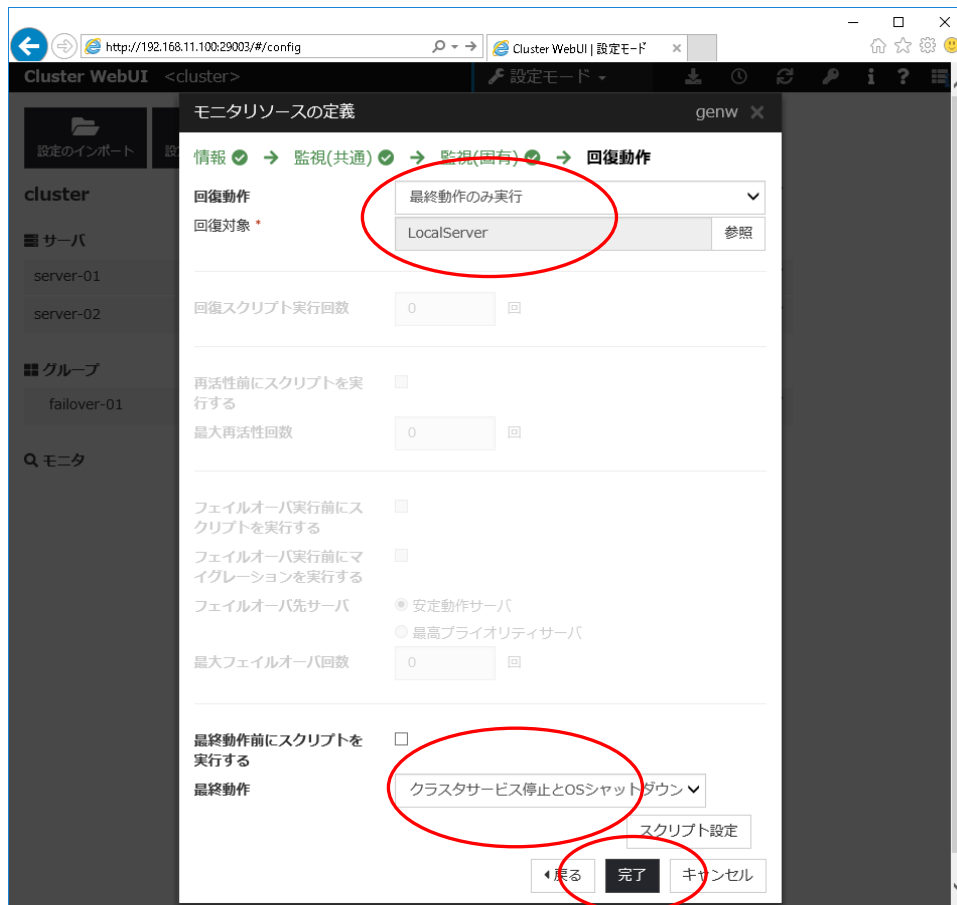 http://192.168.11.100:29003/#/config
Cluster WebUI | 設定モード
Cluster WebUI <cluster>
設定モード
モニタリソースの定義
genw
設定のインポート
情報 → 監視(共通) → 監視(固有) → 回復動作
cluster
回復動作
最終動作のみ実行
回復対象 *
LocalServer
参照
サーバ
server-01
server-02
回復スクリプト実行回数
0
回
グループ
failover-01
再活性前にスクリプトを実
行する
最大再活性回数
0
回
モニタ
フェイルオーバ実行前にス
クリプトを実行する
フェイルオーバ実行前にマ
イグレーションを実行する
フェイルオーバ先サーバ
安定動作サーバ
最高プライオリティサーバ
最大フェイルオーバ回数
0
回
最終動作前にスクリプトを
実行する
最終動作
クラスタサービス停止とOSシャットダウン
スクリプト設定
戻る
完了
キャンセル